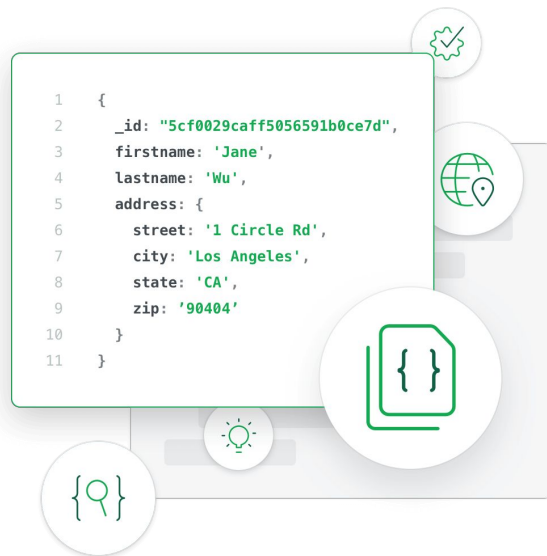 1 {
2 _id: "5cf0029caff5056591b0ce7d",
3 firstname: 'Jane',
4 lastname: 'Wu',
5 address: {
6 street: '1 Circle Rd',
7 city: 'Los Angeles',
8 state: 'CA',
9 zip: ’90404’
10 }
11 }
{ }
{ }